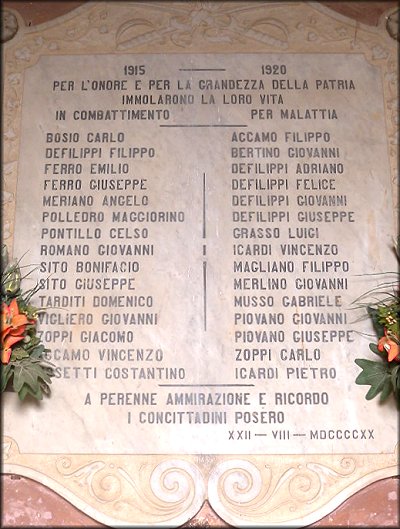 1915 1920
PER L'ONORE E PER LA GRANDEZZA DELLA PATRIA
IMMOLARONO LA LORO VITA
IN COMBATTIMENTO
BOSIO CARLO
DEFILIPPI FILIPPO
FERRO EMILIO
FERRO GIUSEPPE
MERIANO ANGELO
POLLEDRO MAGGIORINO
PONTILLO CELSO
ROMANO GIOVANNI
SITO BONIFACIO
SITO GIUSEPPE
TARDITI DOMENICO
VIGLIERO GIOVANNI
ZOPPI GIACOMO
ACCAMO VINCENZO
COSTANTINO
PER MALATTIA
ACCAMO FILIPPO
BERTINO GIOVANNI
DEFILIPPI ADRIANO
DEFILIPPI FELICE
DEFILIPPI GIOVANNI
DEFILIPPI GIUSEPPE
GRASSO LUIGI
ICARDI VINCENZO
MAGLIANO FILIPPO
MERLINO GIOVANNI
MUSSO GABRIELE
PIOVANO GIOVANNI
PIOVANO GIUSEPPE
ZOPPI CARLO
ICARDI PIETRO
A PERENNE AMMIRAZIONE E RICORDO
I CONCITTADINI POSERO
XXII — VIII — MDCCCCXX